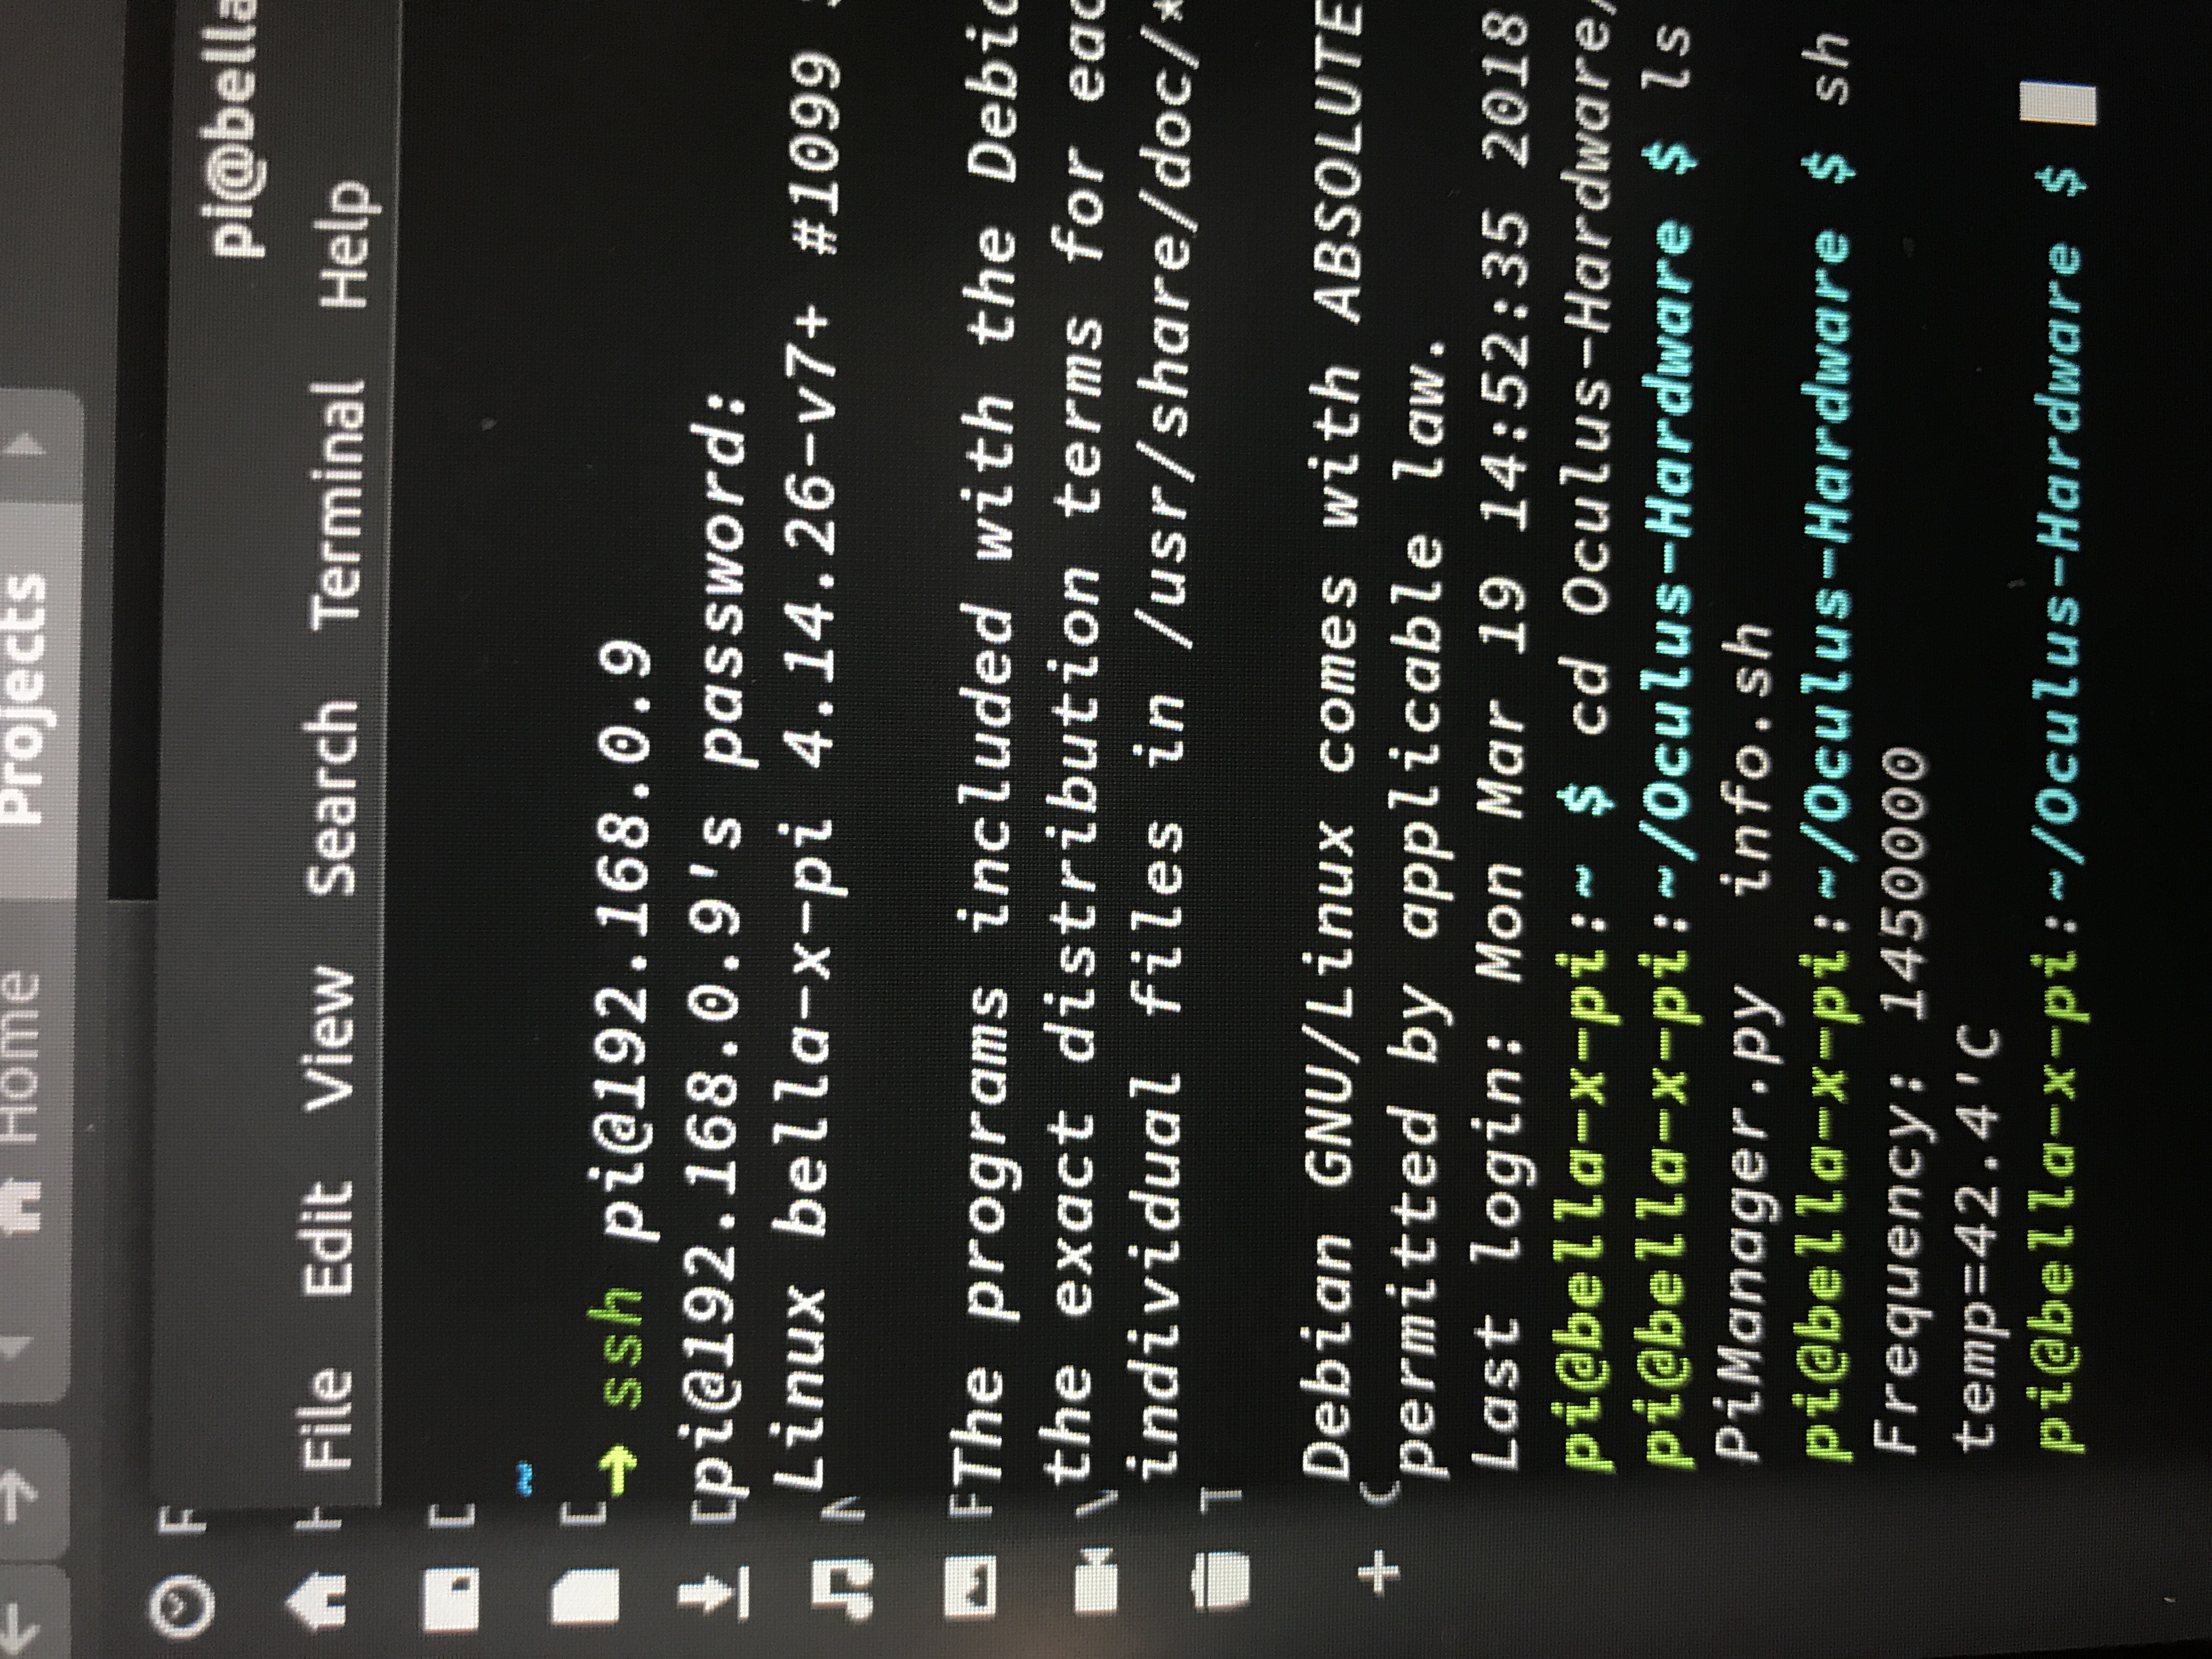 Home Projects
pi@bella
File Edit View Search Terminal Help
~
➜ ssh pi@192.168.0.9
pi@192.168.0.9's password:
Linux bella-x-pi 4.14.26-v7+ #1099
The programs included with the
the exact distribution terms for
individual files in /usr/share/doc/*
Debian GNU/Linux comes with ABSOLUTE
permitted by applicable law.
Last login: Mon Mar 19 14:52:35 2018
pi@bella-x-pi:~ $ cd Oculus-Hardware/
pi@bella-x-pi:~/Oculus-Hardware $ ls
PiManager.py info.sh
pi@bella-x-pi:~/Oculus-Hardware $ sh
Frequency: 1450000
temp=42.4'C
pi@bella-x-pi:~/Oculus-Hardware $